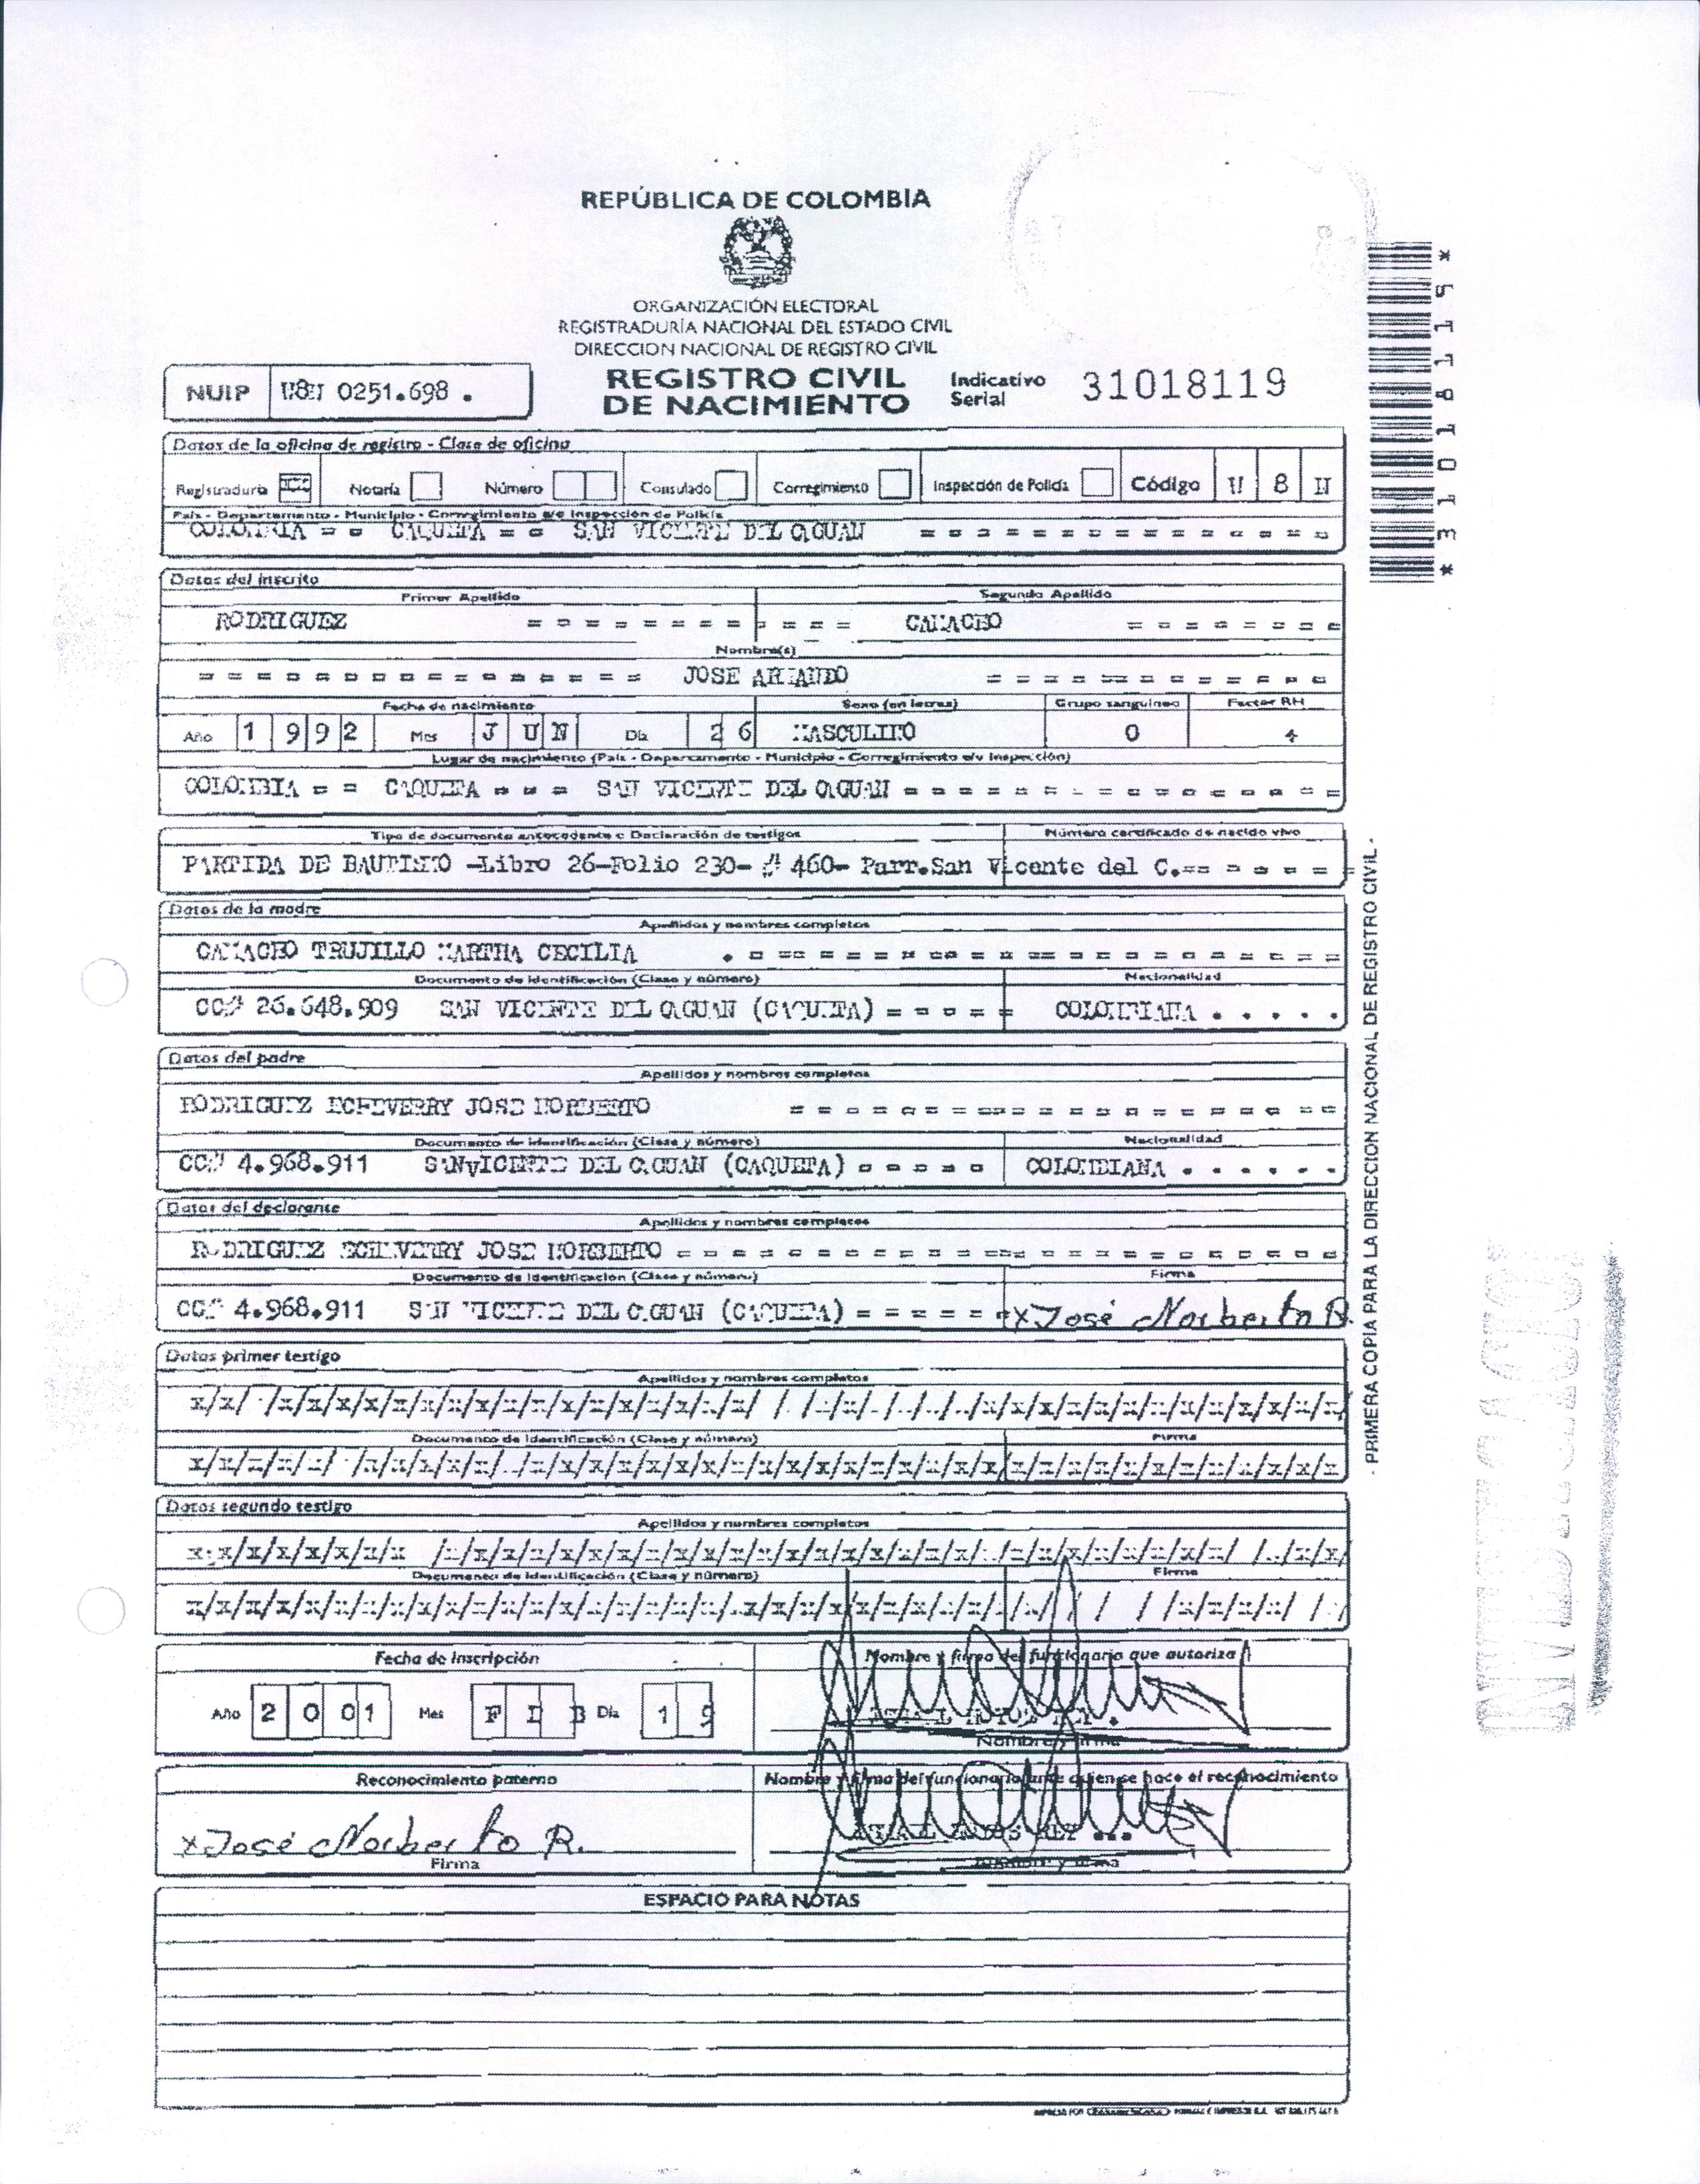 REPÚBLICA DE COLOMBIA
ORGANIZACIÓN ELECTORAL
REGISTRADURÍA NACIONAL DEL ESTADO CIVIL
DIRECCION NACIONAL DE REGISTRO CIVIL
NUIP 0251.698 .
REGISTRO CIVIL
DE NACIMIENTO
Indicativo
Serial
31018119
*31018119*
Datos de la oficina de registro - Clase de oficina
Registraduría Notaría Número Consulado Corregimiento Inspección de Policía Código U 8 N
País - Departamento - Municipio - Corregimiento e/o Inspección de Policía
COLOMBIA = = CAQUETA = = SAN VICENTE DEL CAGUAN = = = = = = = = = = = = = = =
Datos del inscrito
Primer Apellido Segundo Apellido
RODRIGUEZ = = = = = = = = = = = = CAMACHO = = = = = = = =
Nombre(s)
= = = = = = = = = = = = = = = = JOSE ARMANDO = = = = = = = = = = = =
Fecha de nacimiento Sexo (en letras) Grupo sanguíneo Factor RH
Año 1 9 9 2 Mes J U N Día 2 6 MASCULINO O +
Lugar de nacimiento (País - Departamento - Municipio - Corregimiento e/o Inspección)
COLOMBIA = = CAQUETA = = = SAN VICENTE DEL CAGUAN = = = = = = = = = = = = = = = =
Tipo de documento antecedente o Declaración de testigos Número certificado de nacido vivo
PARTIDA DE BAUTISMO -Libro 26-Folio 230- # 460- Parr.San Vicente del C.== = = = = =
Datos de la madre
Apellidos y nombres completos
CAMACHO TRUJILLO MARTHA CECILIA . = = = = = = = = = = = = = = = = = = = = =
Documento de identificación (Clase y número) Nacionalidad
CC# 26.648.909 SAN VICENTE DEL CAGUAN (CAQUETA) = = = = = COLOMBIANA . . . . .
Datos del padre
Apellidos y nombres completos
RODRIGUEZ ECHEVERRY JOSE NORBERTO = = = = = = = = = = = = = = = = = = = =
Documento de identificación (Clase y número) Nacionalidad
CC# 4.968.911 SANVICENTE DEL CAGUAN (CAQUETA) = = = = = COLOMBIANA . . . . . .
Datos del declarante
Apellidos y nombres completos
RODRIGUEZ ECHEVERRY JOSE NORBERTO = = = = = = = = = = = = = = = = = = = = = = = =
Documento de identificación (Clase y número) Firma
CC# 4.968.911 SAN VICENTE DEL CAGUAN (CAQUETA) = = = = = = xJosé Norberto R.
Datos primer testigo
Apellidos y nombres completos
Documento de identificación (Clase y número) Firma
Datos segundo testigo
Apellidos y nombres completos
Documento de identificación (Clase y número) Firma
Fecha de inscripción Nombre y firma del funcionario que autoriza
Año 2 0 0 1 Mes F E B Día 1
Nombre y firma
Reconocimiento paterno Nombre y firma del funcionario ante quien se hace el reconocimiento
xJosé Norberto R.
Firma Nombre y firma
ESPACIO PARA NOTAS
- PRIMERA COPIA PARA LA DIRECCION NACIONAL DE REGISTRO CIVIL -